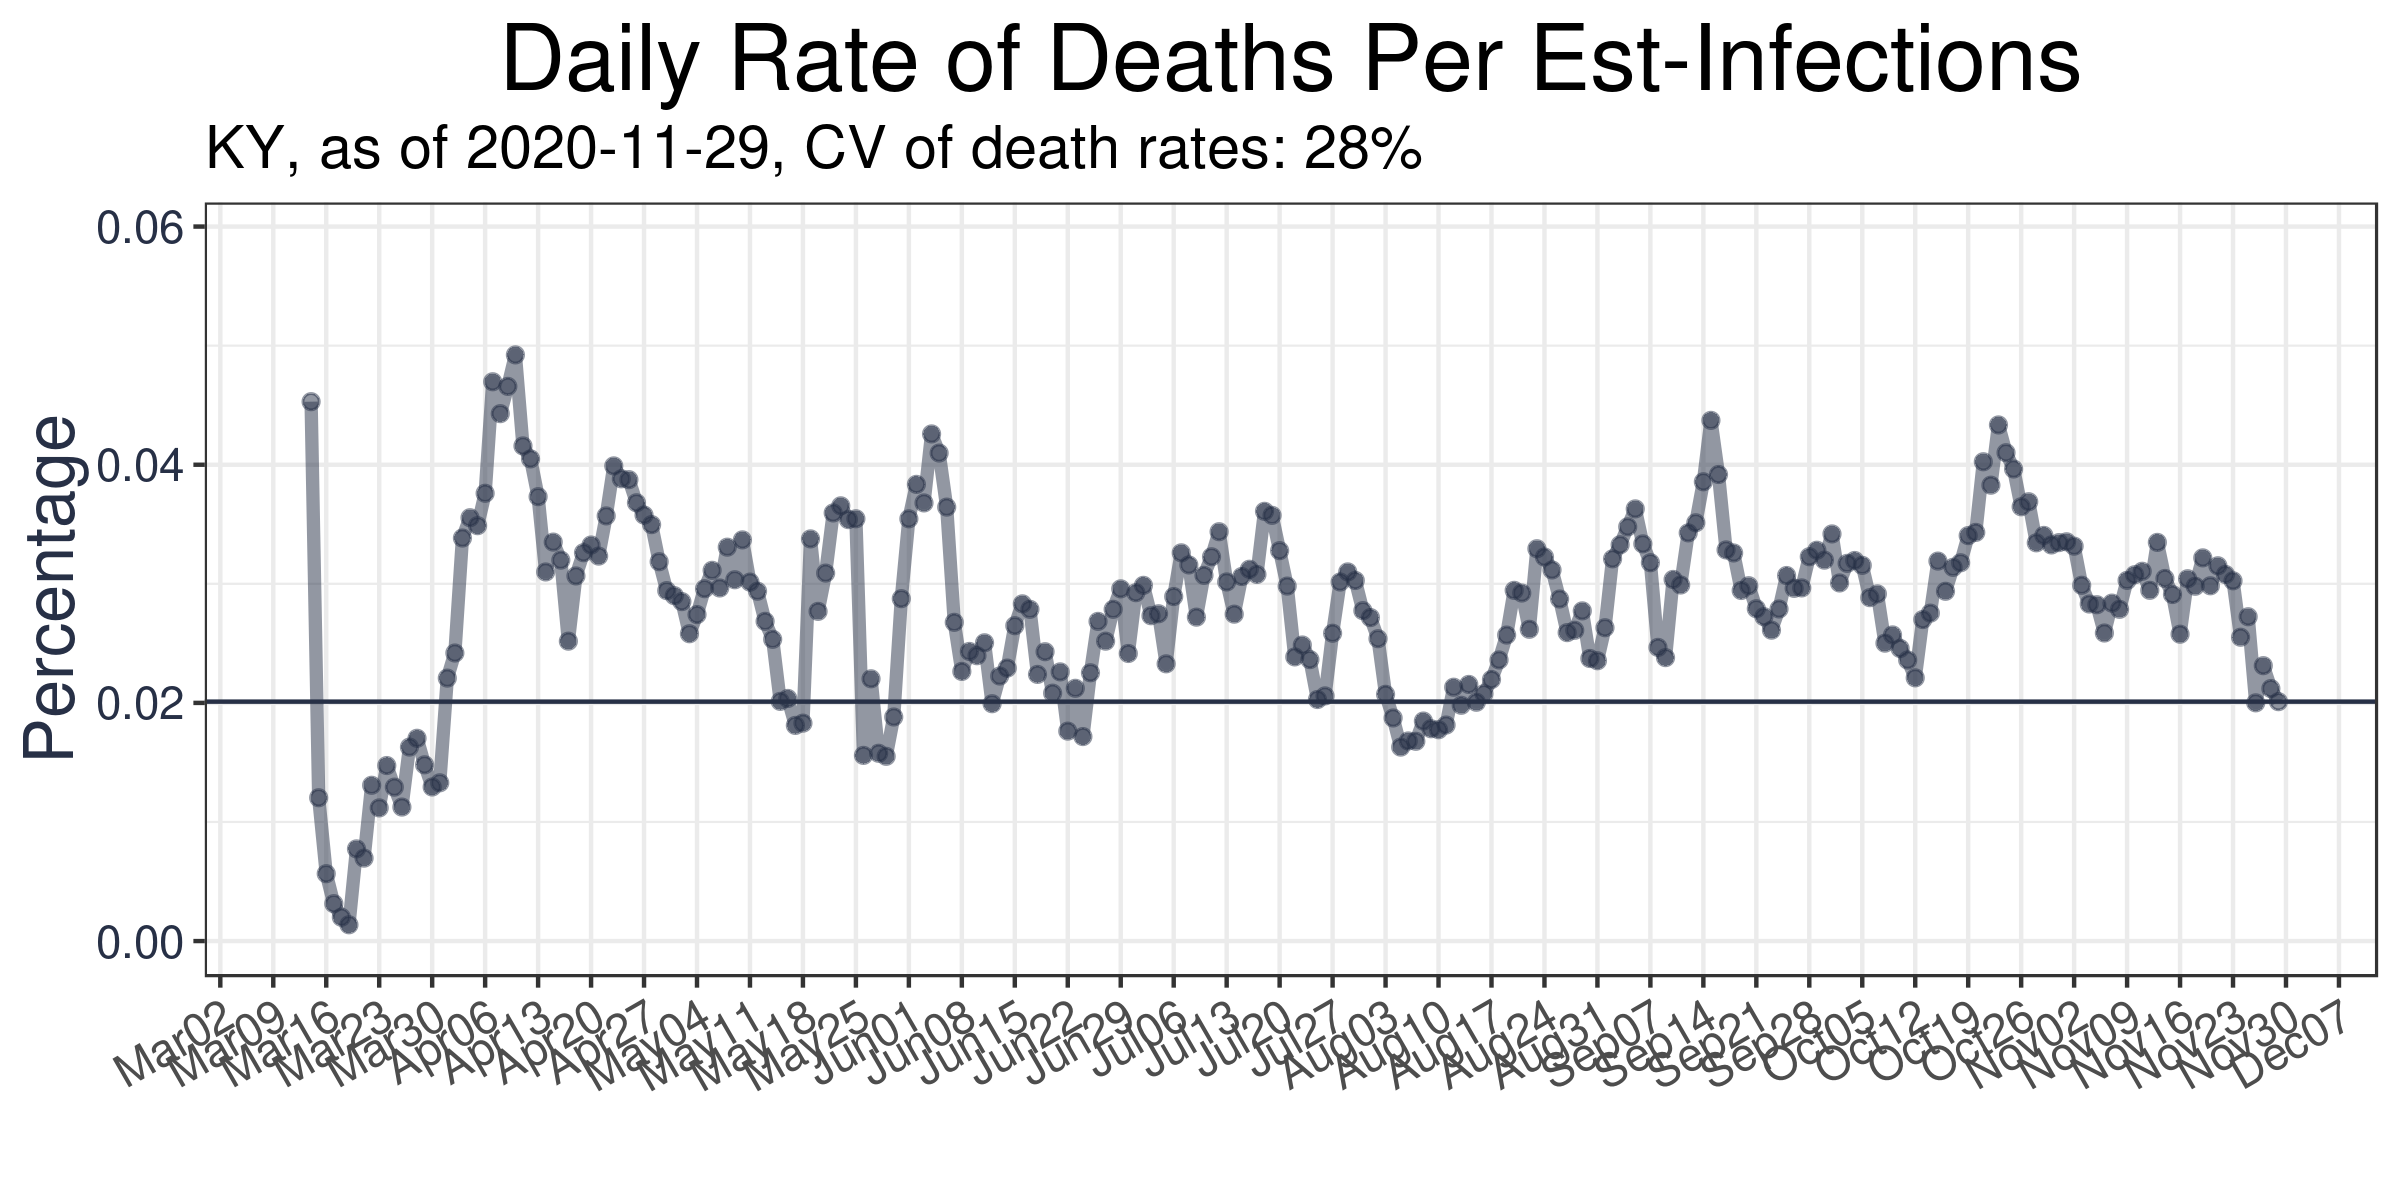 Daily Rate of Deaths Per Est-Infections
KY, as of 2020-11-29, CV of death rates: 28%
Percentage
0.06
0.04
0.02
0.00
Mar02
Mar09
Mar16
Mar23
Mar30
Apr06
Apr13
Apr20
Apr27
May04
May11
May18
May25
Jun01
Jun08
Jun15
Jun22
Jun29
Jul06
Jul13
Jul20
Jul27
Aug03
Aug10
Aug17
Aug24
Aug31
Sep07
Sep14
Sep21
Sep28
Oct05
Oct12
Oct19
Oct26
Nov02
Nov09
Nov16
Nov23
Nov30
Dec07